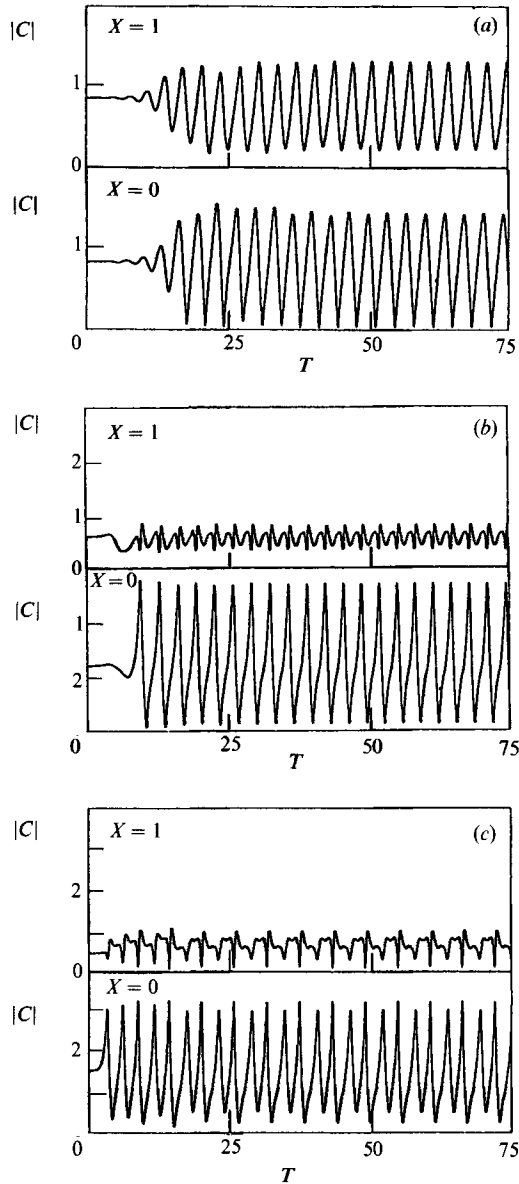 |C| X = 1 (a)
1
0
|C| X = 0
1
0 25 50 75
T
|C| X = 1 (b)
2
1
0
X = 0
|C| 1
2
0 25 50 75
T
|C| X = 1 (c)
2
0
X = 0
|C|
2
0 25 50 75
T